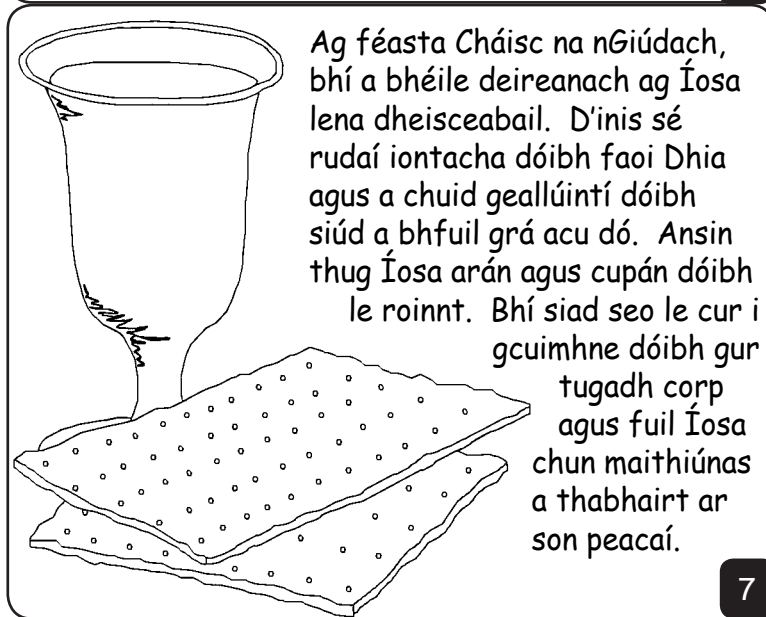 Ag féasta Cháisc na nGiúdach,
bhí a bhéile deireanach ag Íosa
lena dheisceabail. D'inis sé
rudaí iontacha dóibh faoi Dhia
agus a chuid geallúintí dóibh
siúd a bhfuil grá acu dó. Ansin
thug Íosa arán agus cupán dóibh
le roinnt. Bhí siad seo le cur i
gcuimhne dóibh gur
tugadh corp
agus fuil Íosa
chun maithiúnas
a thabhairt ar
son peacaí.
7